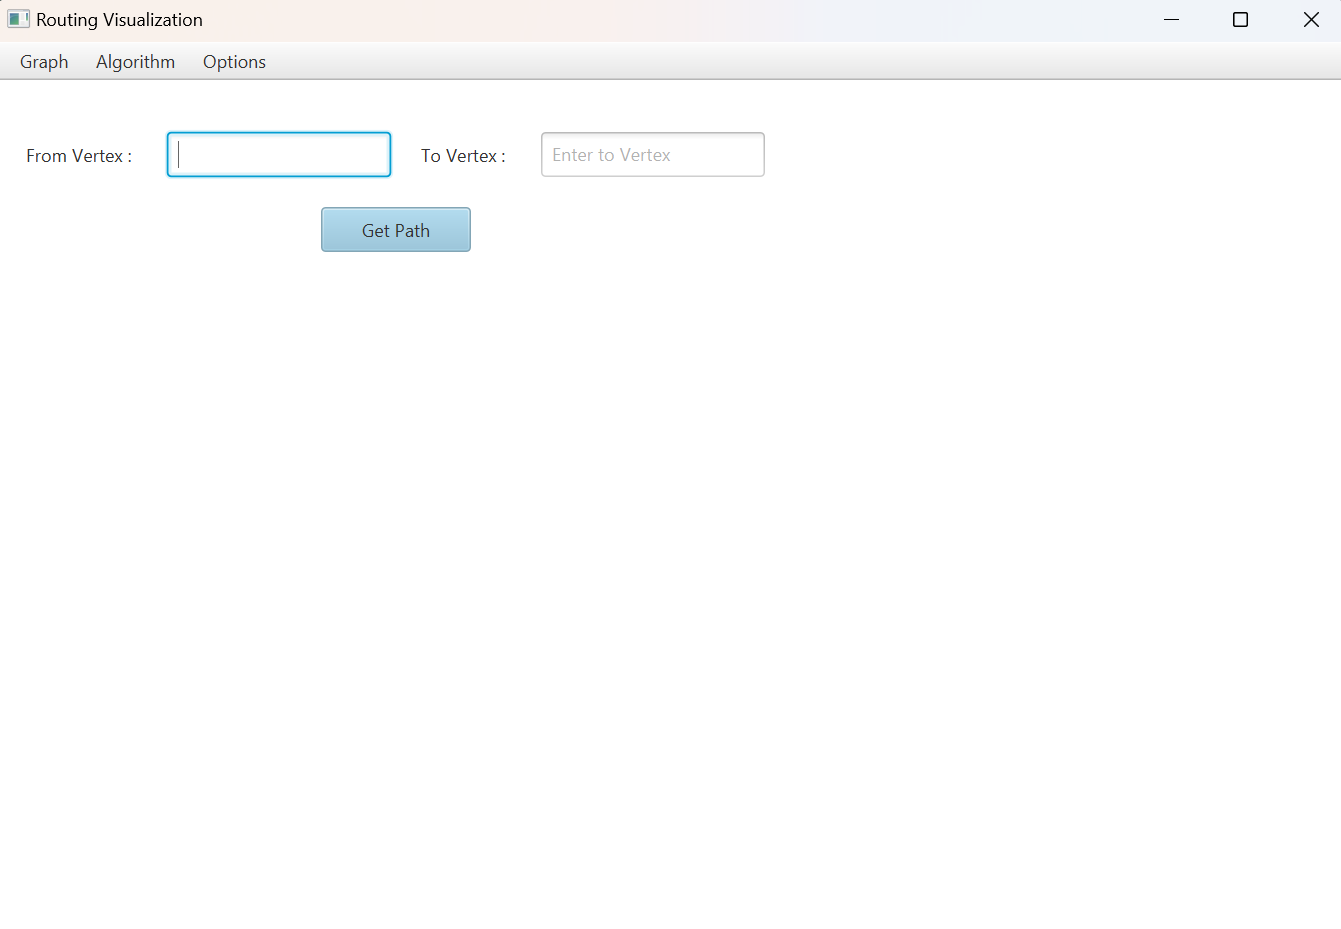 Routing Visualization
Graph Algorithm Options
From Vertex : To Vertex : Enter to Vertex
Get Path